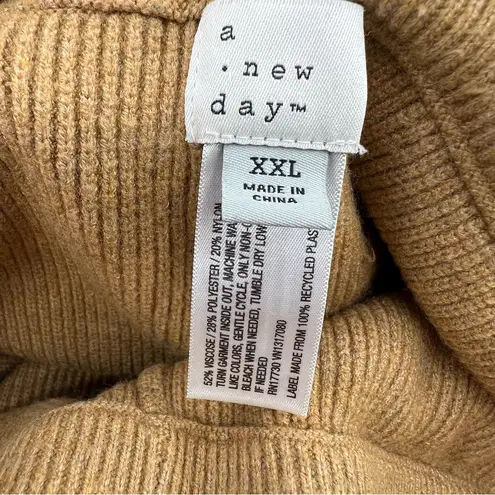 a
· new
day™
XXL
MADE IN
CHINA
52% VISCOSE/28% POLYESTER/20% NYLON
TURN GARMENT INSIDE OUT, MACHINE WA
LIKE COLORS, GENTLE CYCLE, ONLY NON-C
BLEACH WHEN NEEDED, TUMBLE DRY LOW
IF NEEDED
RN17730 VN1317080
LABEL MADE FROM 100% RECYCLED PLAS